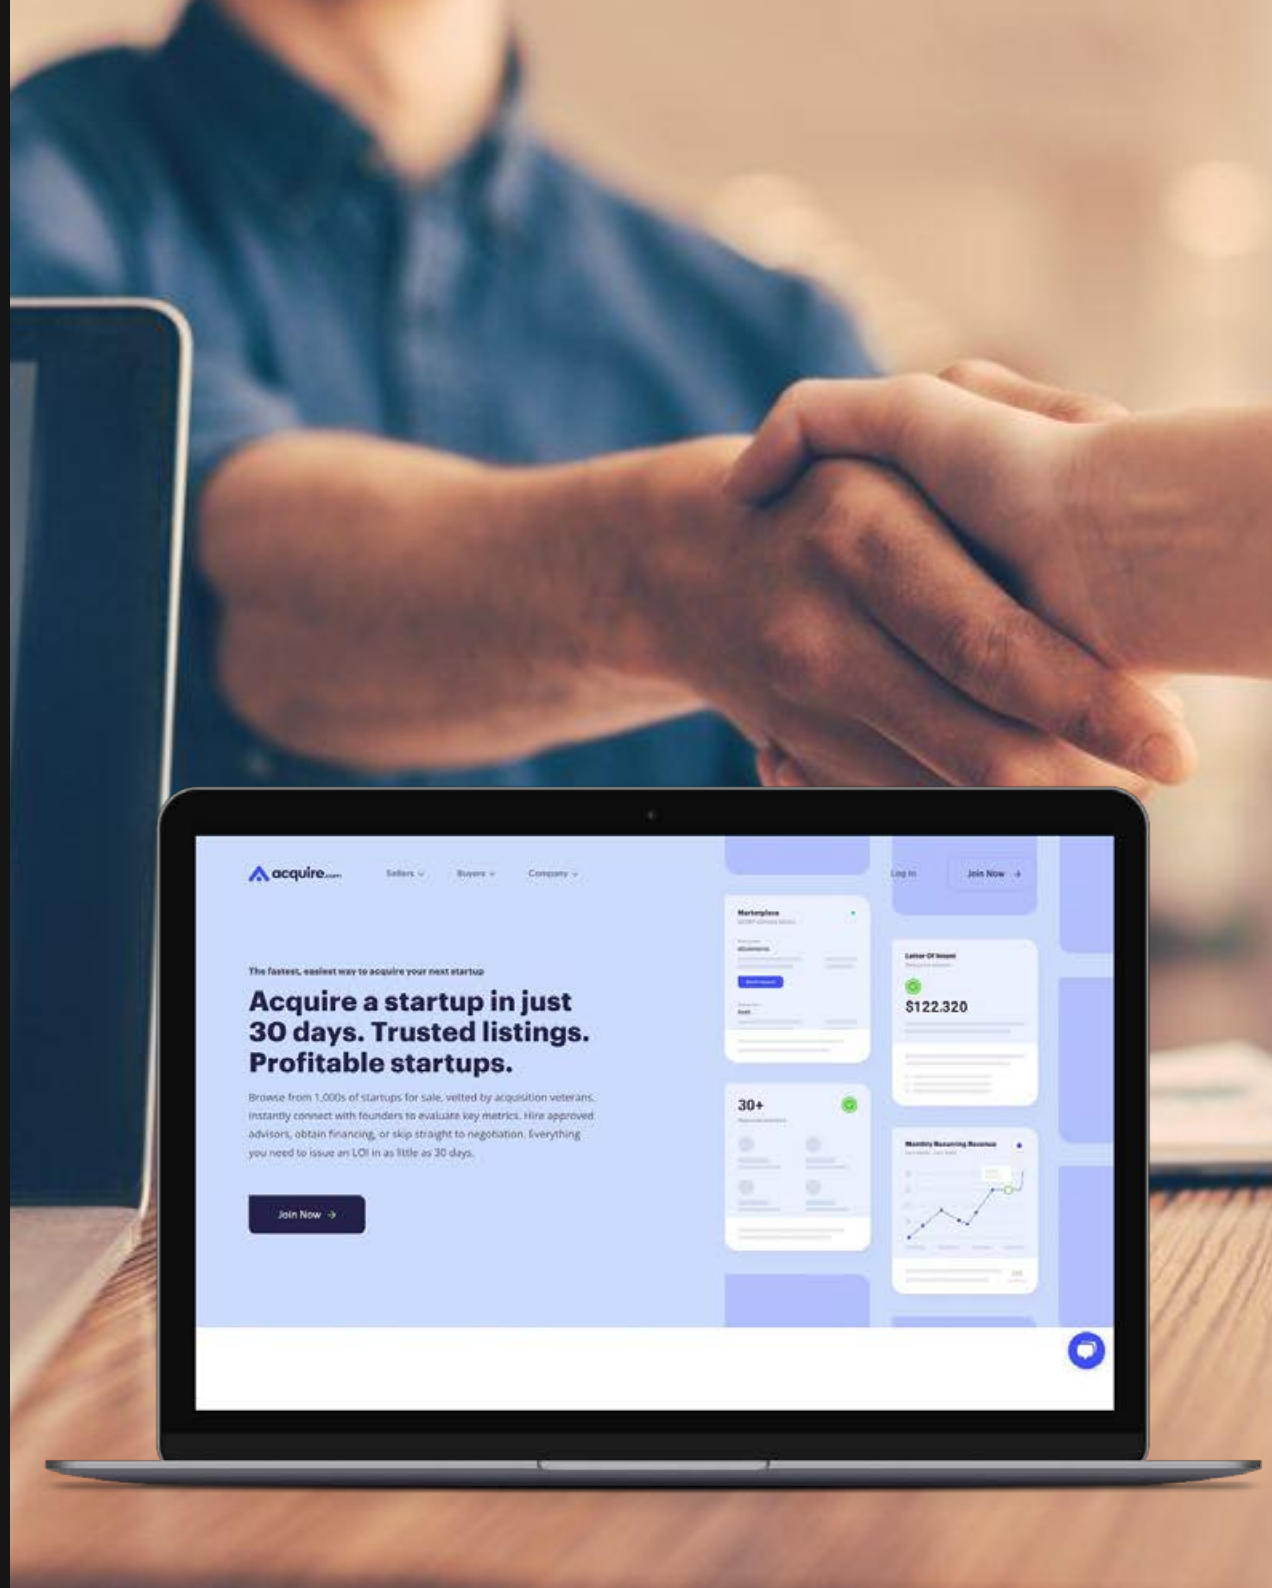 acquire.com
Sellers
Buyers
Company
Log In
Join Now →
The fastest, easiest way to acquire your next startup
Acquire a startup in just
30 days. Trusted listings.
Profitable startups.
Browse from 1,000s of startups for sale, vetted by acquisition veterans.
Instantly connect with founders to evaluate key metrics. Hire approved
advisors, obtain financing, or skip straight to negotiation. Everything
you need to issue an LOI in as little as 30 days.
Join Now →
Marketplace
Letter Of Intent
$122.320
30+
Monthly Recurring Revenue